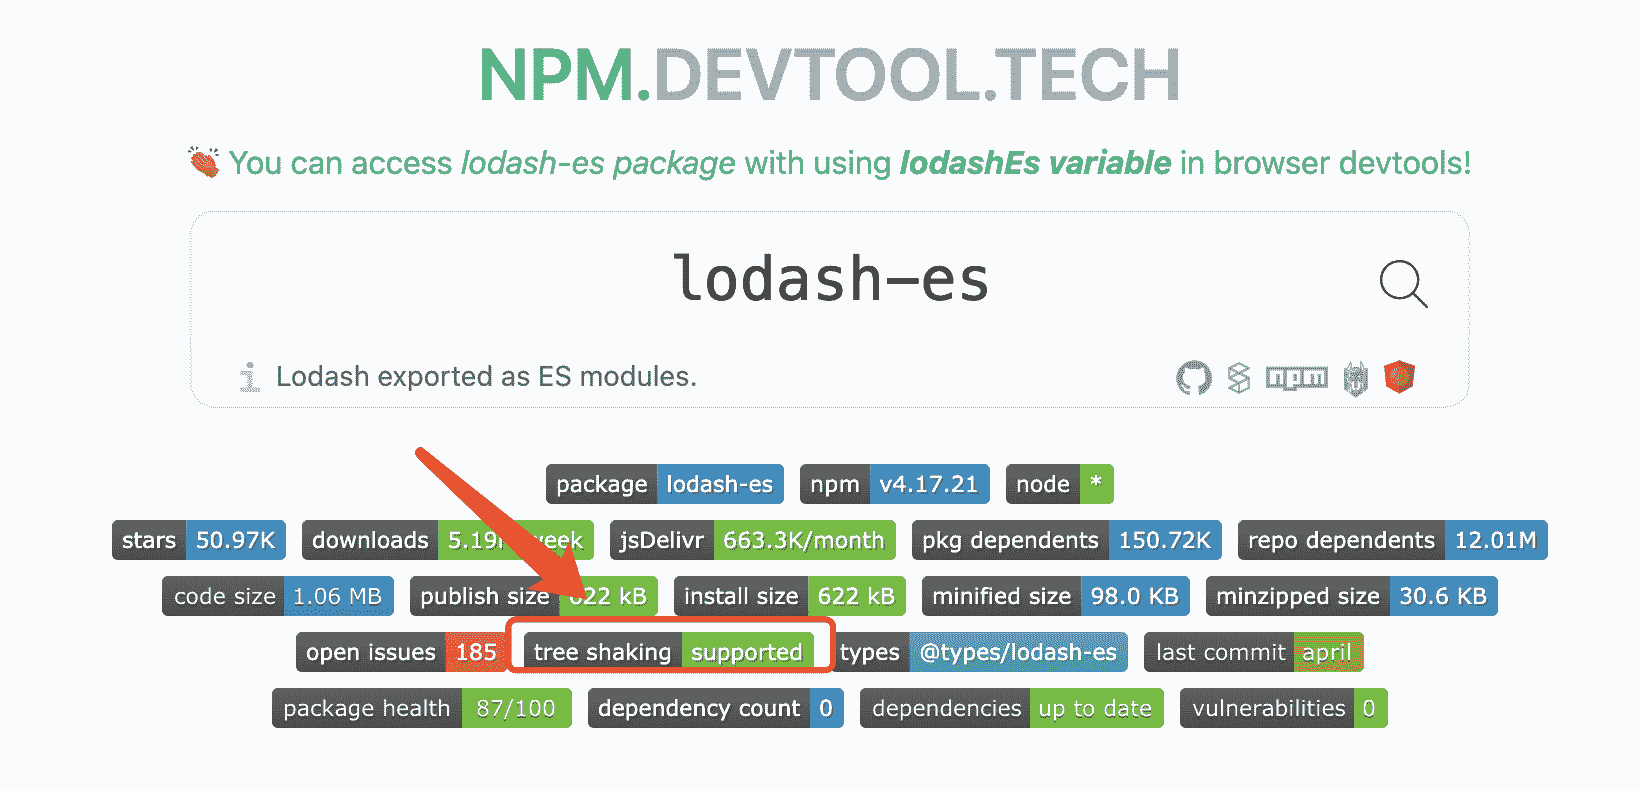 NPM.DEVTOOL.TECH
You can access lodash-es package with using lodashEs variable in browser devtools!
lodash-es
Lodash exported as ES modules.
npm
package lodash-es npm v4.17.21 node *
stars 50.97K downloads 5.19 week jsDelivr 663.3K/month pkg dependents 150.72K repo dependents 12.01M
code size 1.06 MB publish size 622 kB install size 622 kB minified size 98.0 KB minzipped size 30.6 KB
open issues 185 tree shaking supported types @types/lodash-es last commit april
package health 87/100 dependency count 0 dependencies up to date vulnerabilities 0